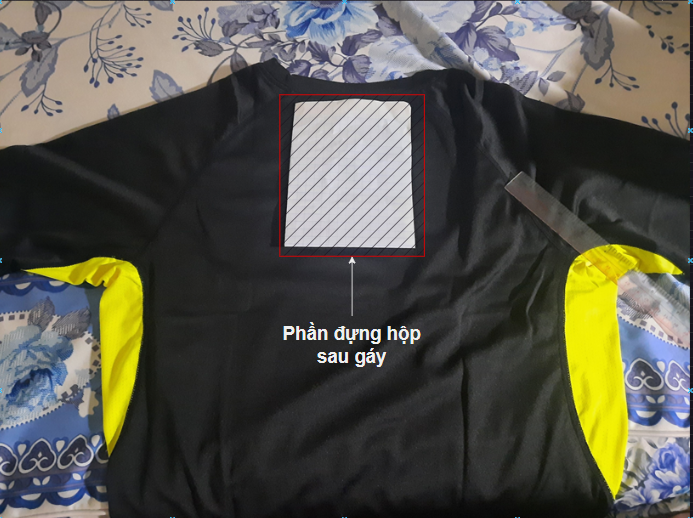 Phần đựng hộp
sau gáy